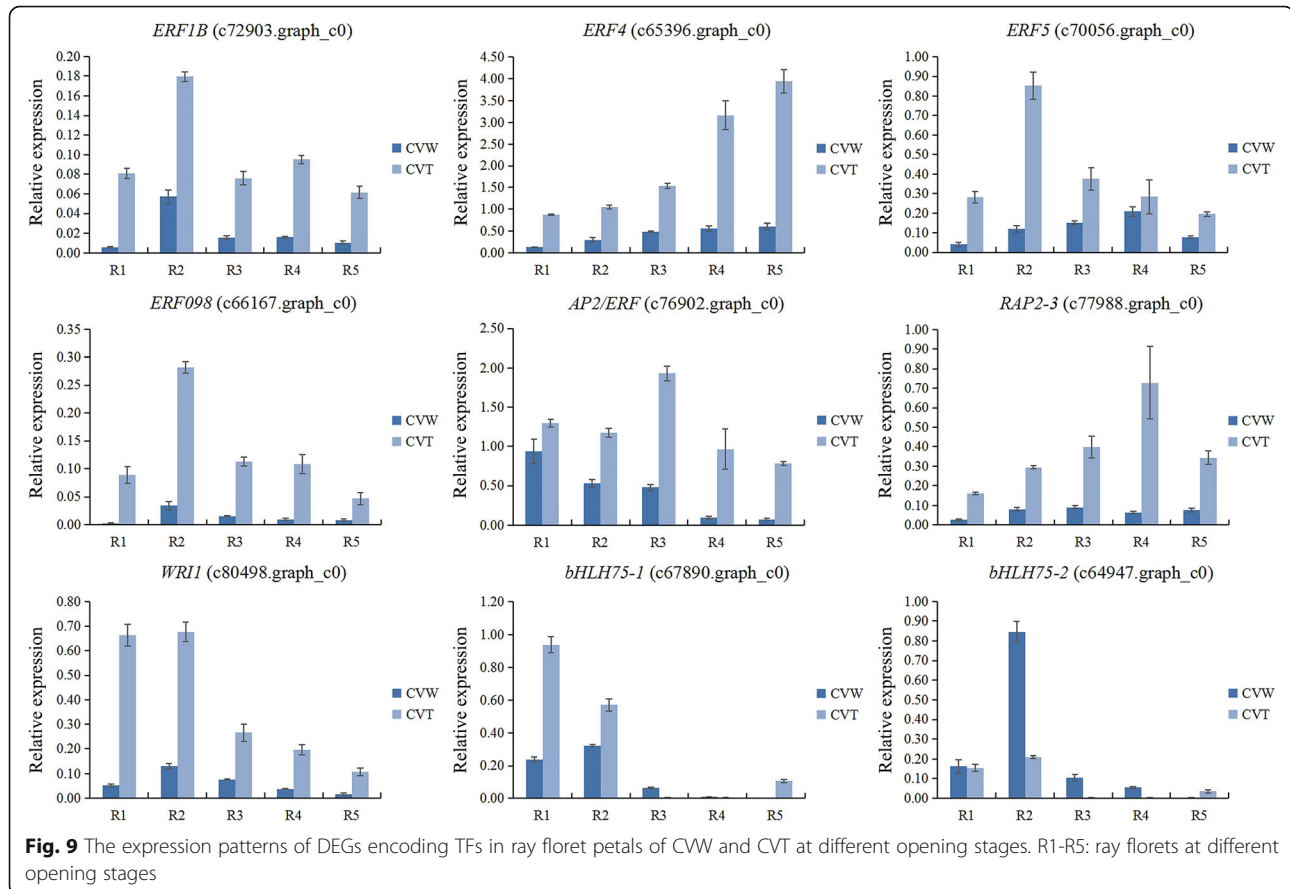 ERF1B (c72903.graph_c0)
Relative expression
0.20
0.18
0.16
0.14
0.12
0.10
0.08
0.06
0.04
0.02
0.00
R1 R2 R3 R4 R5
CVW
CVT
ERF4 (c65396.graph_c0)
Relative expression
4.50
4.00
3.50
3.00
2.50
2.00
1.50
1.00
0.50
0.00
R1 R2 R3 R4 R5
CVW
CVT
ERF5 (c70056.graph_c0)
Relative expression
1.00
0.90
0.80
0.70
0.60
0.50
0.40
0.30
0.20
0.10
0.00
R1 R2 R3 R4 R5
CVW
CVT
ERF098 (c66167.graph_c0)
Relative expression
0.35
0.30
0.25
0.20
0.15
0.10
0.05
0.00
R1 R2 R3 R4 R5
CVW
CVT
AP2/ERF (c76902.graph_c0)
Relative expression
2.50
2.00
1.50
1.00
0.50
0.00
R1 R2 R3 R4 R5
CVW
CVT
RAP2-3 (c77988.graph_c0)
Relative expression
1.00
0.90
0.80
0.70
0.60
0.50
0.40
0.30
0.20
0.10
0.00
R1 R2 R3 R4 R5
CVW
CVT
WRI1 (c80498.graph_c0)
Relative expression
0.80
0.70
0.60
0.50
0.40
0.30
0.20
0.10
0.00
R1 R2 R3 R4 R5
CVW
CVT
bHLH75-1 (c67890.graph_c0)
Relative expression
1.20
1.00
0.80
0.60
0.40
0.20
0.00
R1 R2 R3 R4 R5
CVW
CVT
bHLH75-2 (c64947.graph_c0)
Relative expression
1.00
0.90
0.80
0.70
0.60
0.50
0.40
0.30
0.20
0.10
0.00
R1 R2 R3 R4 R5
CVW
CVT
Fig. 9 The expression patterns of DEGs encoding TFs in ray floret petals of CVW and CVT at different opening stages. R1-R5: ray florets at different
opening stages